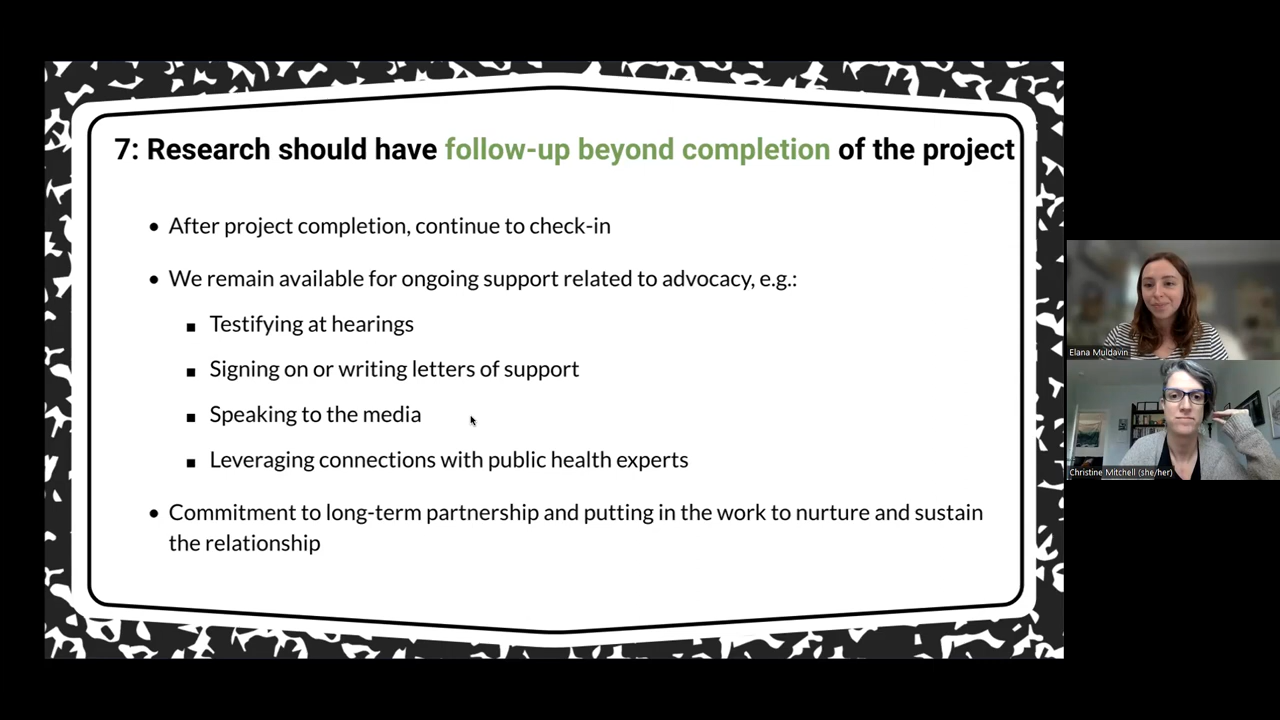 7: Research should have follow-up beyond completion of the project
• After project completion, continue to check-in
• We remain available for ongoing support related to advocacy, e.g.:
▪ Testifying at hearings
▪ Signing on or writing letters of support
▪ Speaking to the media
▪ Leveraging connections with public health experts
• Commitment to long-term partnership and putting in the work to nurture and sustain
the relationship
Elana Muldavin
Christine Mitchell (she/her)